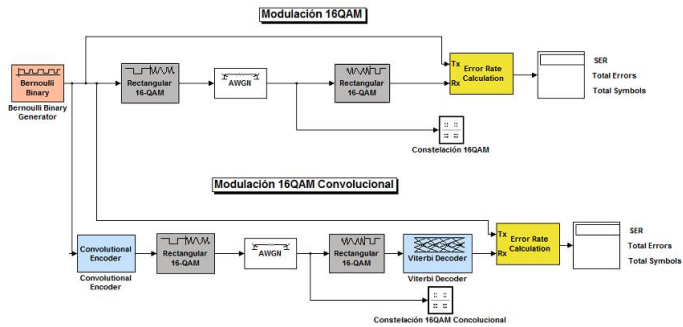 Modulación 16QAM
Bernoulli
Binary
Bernoulli Binary
Generator
Rectangular
16-QAM
AWGN
Rectangular
16-QAM
Tx
Rx
Error Rate
Calculation
SER
Total Errors
Total Symbols
Constelación 16QAM
Modulación 16QAM Convolucional
Convolutional
Encoder
Convolutional
Encoder
Rectangular
16-QAM
AWGN
Rectangular
16-QAM
Viterbi Decoder
Viterbi Decoder
Tx
Rx
Error Rate
Calculation
SER
Total Errors
Total Symbols
Constelación 16QAM Concolucional